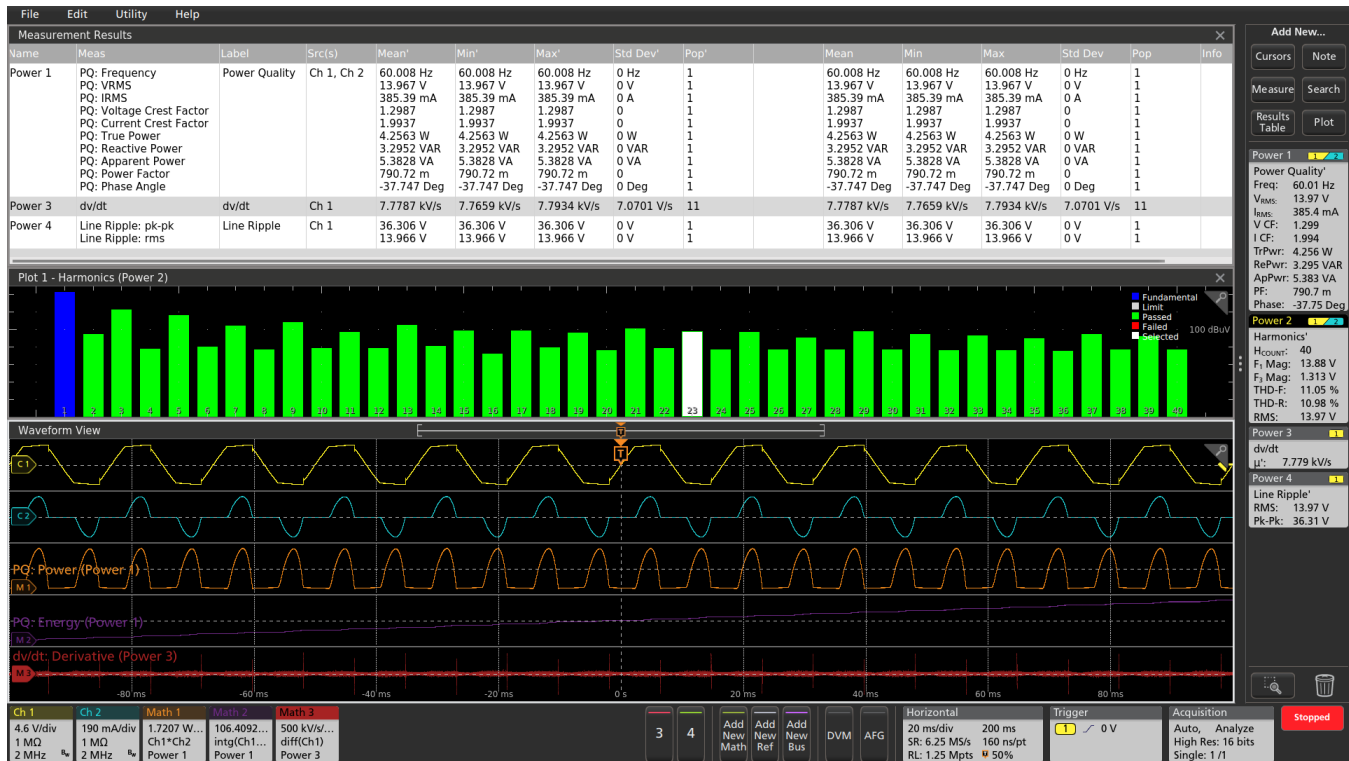 File Edit Utility Help
Measurement Results
Name Meas Label Src(s) Mean' Min' Max' Std Dev' Pop' Mean Min Max Std Dev Pop Info
Power 1 PQ: Frequency Power Quality Ch 1, Ch 2 60.008 Hz 60.008 Hz 60.008 Hz 0 Hz 1 60.008 Hz 60.008 Hz 60.008 Hz 0 Hz 1
PQ: VRMS 13.967 V 13.967 V 13.967 V 0 V 1 13.967 V 13.967 V 13.967 V 0 V 1
PQ: IRMS 385.39 mA 385.39 mA 385.39 mA 0 A 1 385.39 mA 385.39 mA 385.39 mA 0 A 1
PQ: Voltage Crest Factor 1.2987 1.2987 1.2987 0 1 1.2987 1.2987 1.2987 0 1
PQ: Current Crest Factor 1.9937 1.9937 1.9937 0 1 1.9937 1.9937 1.9937 0 1
PQ: True Power 4.2563 W 4.2563 W 4.2563 W 0 W 1 4.2563 W 4.2563 W 4.2563 W 0 W 1
PQ: Reactive Power 3.2952 VAR 3.2952 VAR 3.2952 VAR 0 VAR 1 3.2952 VAR 3.2952 VAR 3.2952 VAR 0 VAR 1
PQ: Apparent Power 5.3828 VA 5.3828 VA 5.3828 VA 0 VA 1 5.3828 VA 5.3828 VA 5.3828 VA 0 VA 1
PQ: Power Factor 790.72 m 790.72 m 790.72 m 0 1 790.72 m 790.72 m 790.72 m 0 1
PQ: Phase Angle -37.747 Deg -37.747 Deg -37.747 Deg 0 Deg 1 -37.747 Deg -37.747 Deg -37.747 Deg 0 Deg 1
Power 3 dv/dt dv/dt Ch 1 7.7787 kV/s 7.7659 kV/s 7.7934 kV/s 7.0701 V/s 11 7.7787 kV/s 7.7659 kV/s 7.7934 kV/s 7.0701 V/s 11
Power 4 Line Ripple: pk-pk Line Ripple Ch 1 36.306 V 36.306 V 36.306 V 0 V 1 36.306 V 36.306 V 36.306 V 0 V 1
Line Ripple: rms 13.966 V 13.966 V 13.966 V 0 V 1 13.966 V 13.966 V 13.966 V 0 V 1
Plot 1 - Harmonics (Power 2)
Fundamental
Limit
Passed
Failed
Selected
100 dBuV
1 2 3 4 5 6 7 8 9 10 11 12 13 14 15 16 17 18 19 20 21 22 23 24 25 26 27 28 29 30 31 32 33 34 35 36 37 38 39 40
Waveform View
T
T
C 1
C 2
PQ: Power (Power 1)
M 1
PQ: Energy (Power 1)
M 2
dv/dt: Derivative (Power 3)
M 3
-80 ms -60 ms -40 ms -20 ms 0 s 20 ms 40 ms 60 ms 80 ms
Add New...
Cursors Note
Measure Search
Results Table Plot
Power 1 1 2
Power Quality'
Freq: 60.01 Hz
VRMS: 13.97 V
IRMS: 385.4 mA
V CF: 1.299
I CF: 1.994
TrPwr: 4.256 W
RePwr: 3.295 VAR
ApPwr: 5.383 VA
PF: 790.7 m
Phase: -37.75 Deg
Power 2 1 2
Harmonics'
HCOUNT: 40
F₁ Mag: 13.88 V
F₃ Mag: 1.313 V
THD-F: 11.05 %
THD-R: 10.98 %
RMS: 13.97 V
Power 3 1
dv/dt
µ': 7.779 kV/s
Power 4 1
Line Ripple'
RMS: 13.97 V
Pk-Pk: 36.31 V
Ch 1
4.6 V/div
1 MΩ
2 MHz Bw
Ch 2
190 mA/div
1 MΩ
2 MHz Bw
Math 1
1.7207 W...
Ch1*Ch2
Power 1
Math 2
106.4092...
intg(Ch1...
Power 1
Math 3
500 kV/s/...
diff(Ch1)
Power 3
3 4
Add New Math
Add New Ref
Add New Bus
DVM AFG
Horizontal
20 ms/div 200 ms
SR: 6.25 MS/s 160 ns/pt
RL: 1.25 Mpts 50%
Trigger
1 0 V
Acquisition
Auto, Analyze
High Res: 16 bits
Single: 1 /1
Stopped